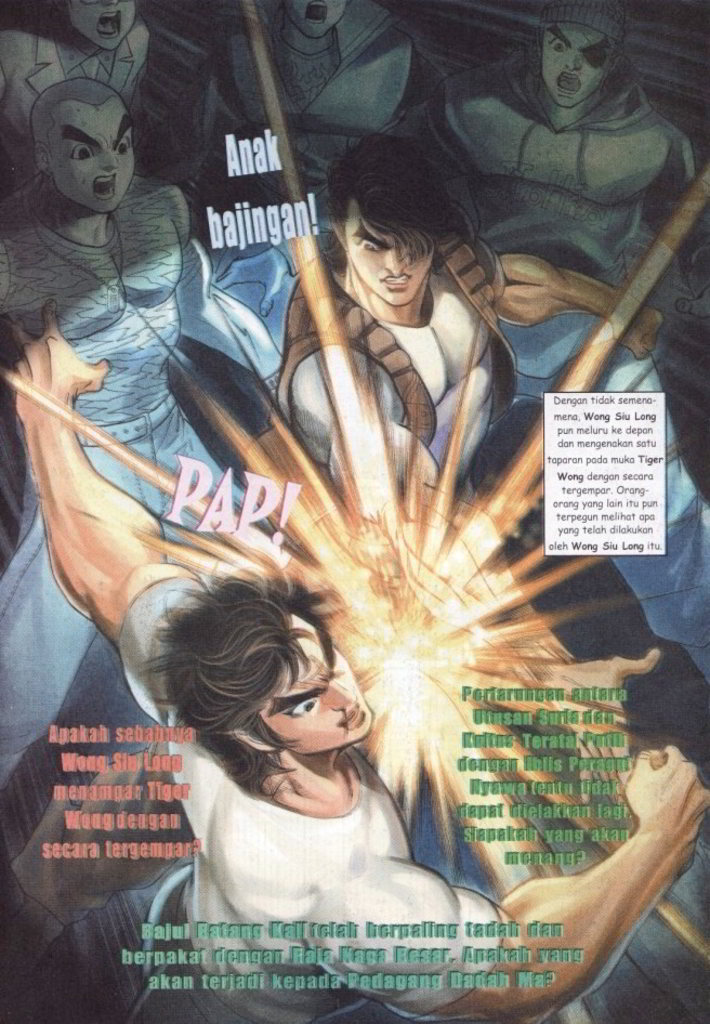 Anak
bajingan!
Dengan tidak semena-
mena, Wong Siu Long
pun meluru ke depan
dan mengenakan satu
taparan pada muka Tiger
Wong dengan secara
tergempar. Orang-
orang yang lain itu pun
terpegun melihat apa
yang telah dilakukan
oleh Wong Siu Long itu.
PAP!
Apakah sebabnya
Wong Siu Long
menampar Tiger
Wong dengan
secara tergempar?
Pertarungan antara
Utusan Suria dan
Kultus Teratai Putih
dengan Iblis Peragut
Nyawa tentu tidak
dapat dielakkan lagi.
Siapakah yang akan
menang?
Bajul Batang Kali telah berpaling tadah dan
berpakat dengan Raja Naga Besar. Apakah yang
akan terjadi kepada Pedagang Dadah Ma?